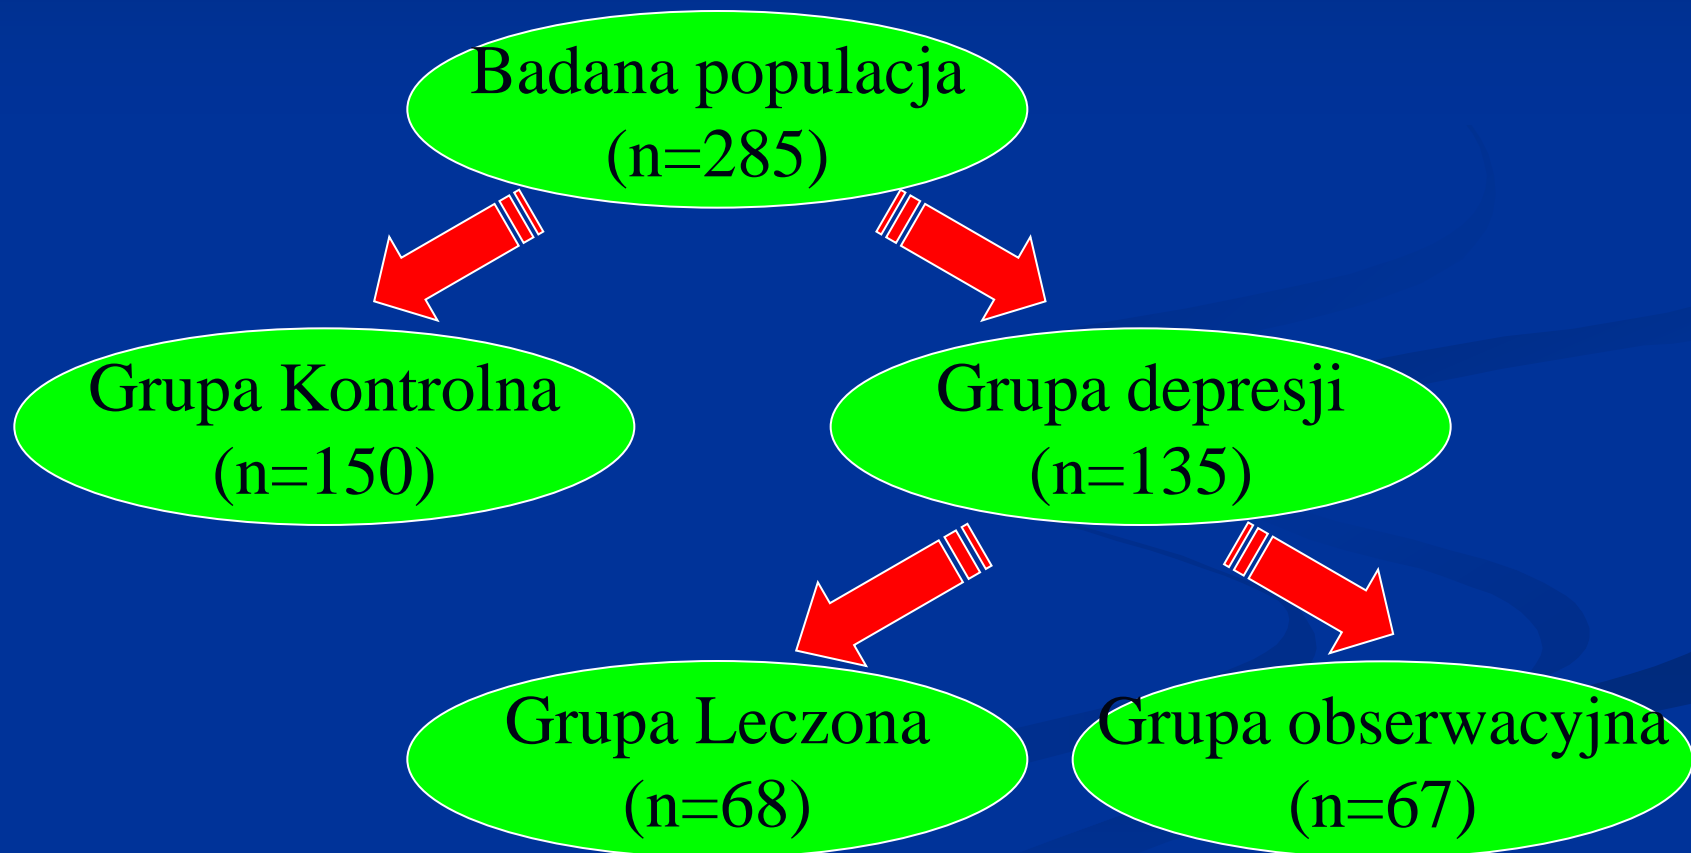 Badana populacja
(n=285)
Grupa Kontrolna
(n=150)
Grupa depresji
(n=135)
Grupa Leczona
(n=68)
Grupa obserwacyjna
(n=67)